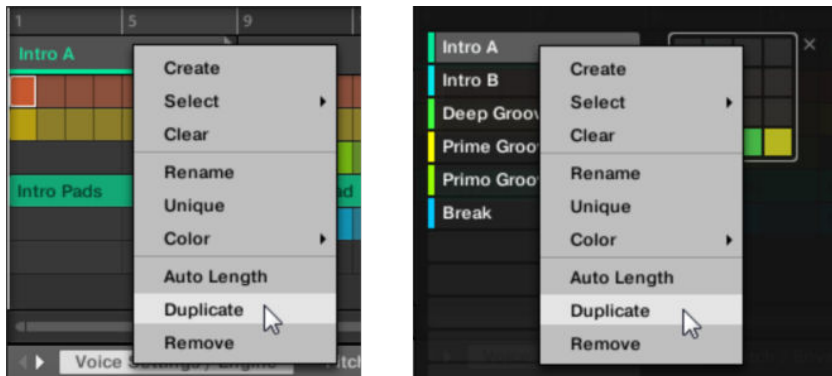 1 5 9
Intro A
Create
Select
Clear
Rename
Unique
Intro Pads
Color
Auto Length
Duplicate
Remove
Voice
Intro A
Intro B
Deep Groov
Prime Groo
Primo Groo
Break
×
Create
Select
Clear
Rename
Unique
Color
Auto Length
Duplicate
Remove